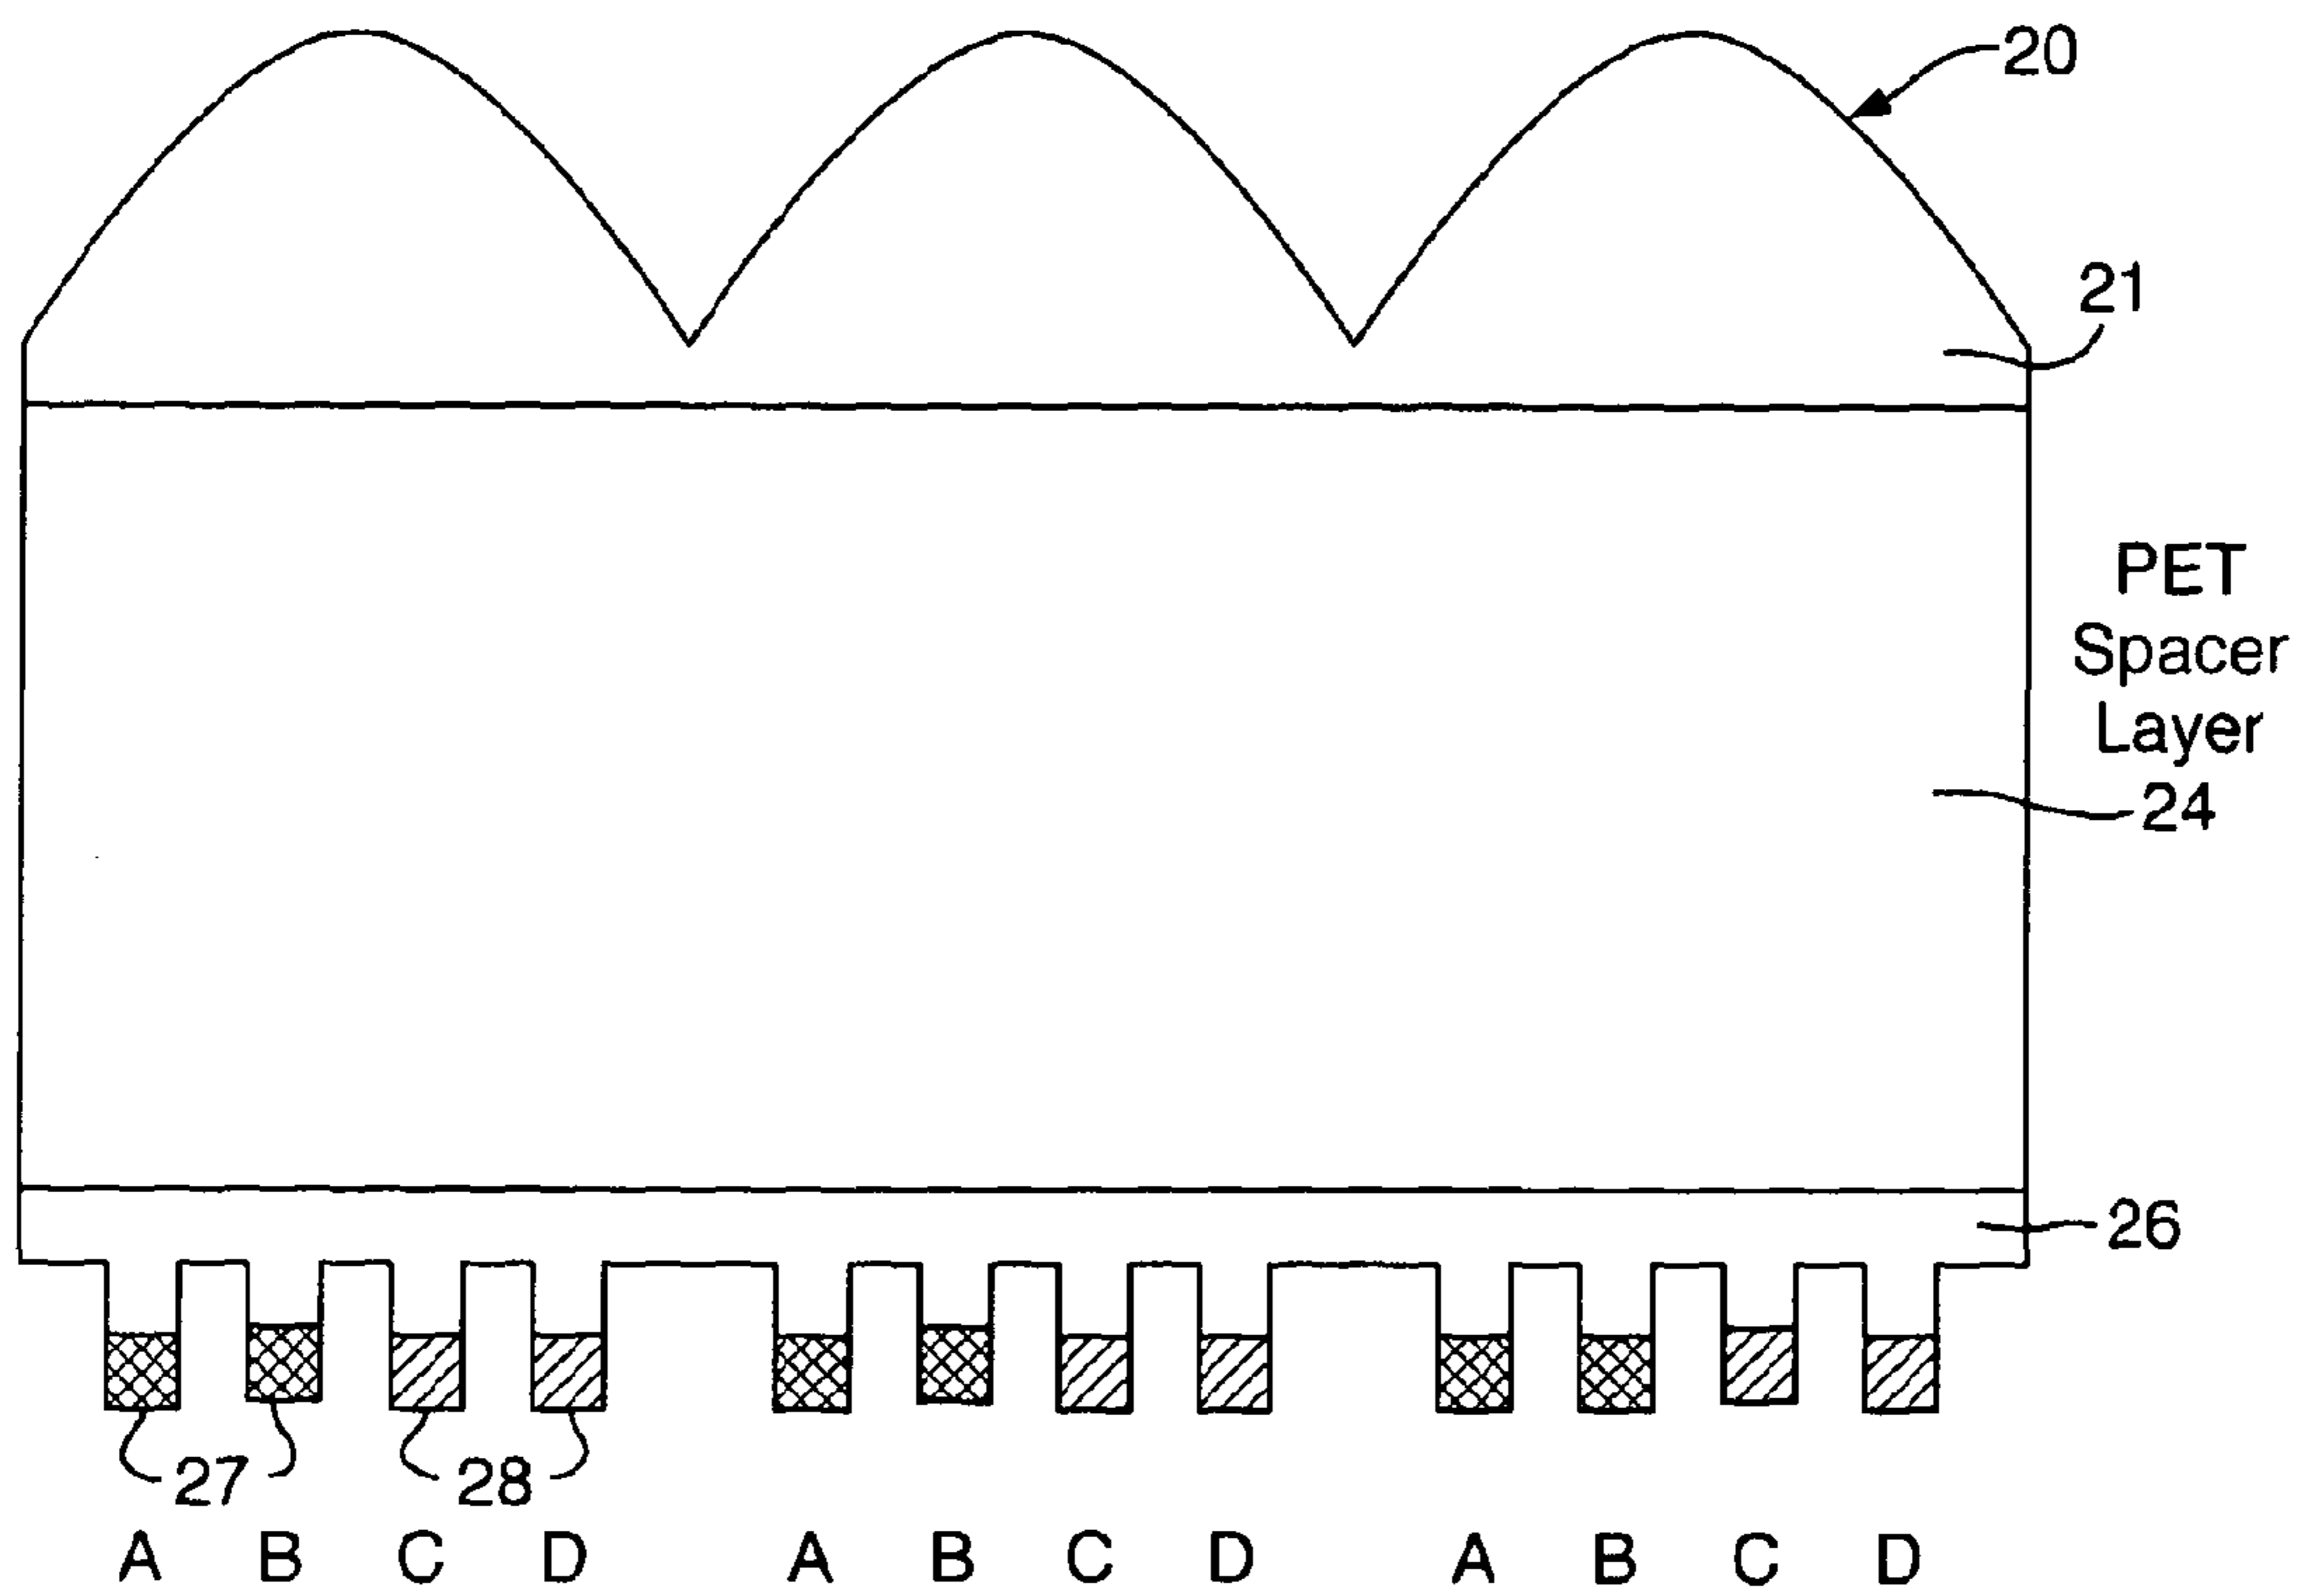 20
21
PET
Spacer
Layer
24
26
27 28
A B C D A B C D A B C D